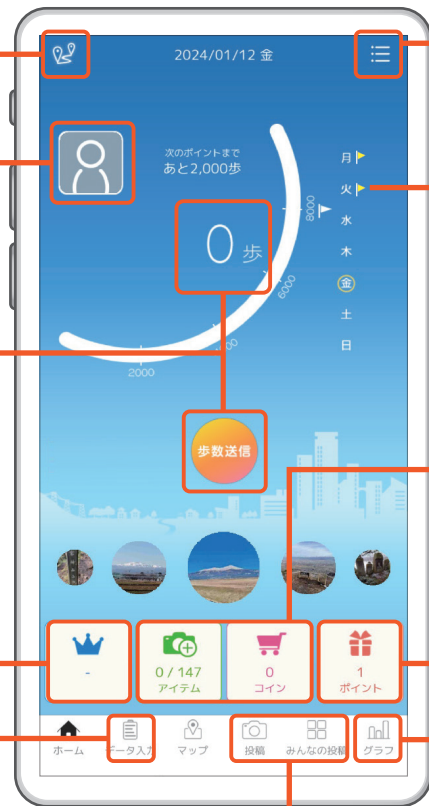 2024/01/12 金
次のポイントまで
あと2,000歩
月
火
水
木
金
土
日
8000
6000
2000
0 歩
歩数送信
-
0 / 147
アイテム
0
コイン
1
ポイント
ホーム
データ入力
マップ
投稿
みんなの投稿
グラフ